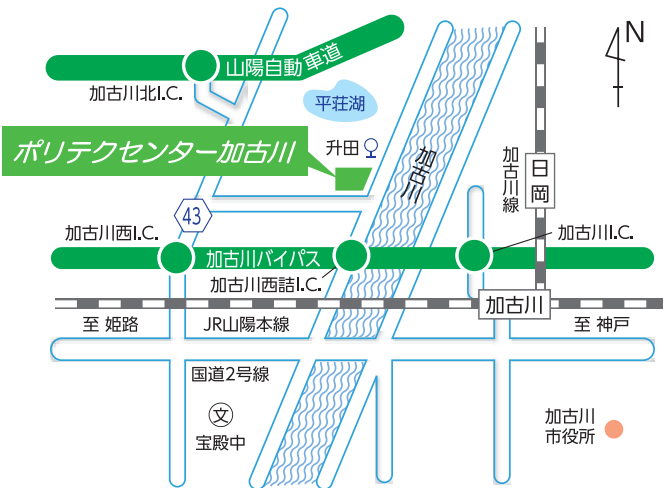 N
山陽自動車道
加古川北I.C.
平荘湖
升田
ポリテクセンター加古川
加古川
加古川線
日岡
43
加古川西I.C.
加古川バイパス
加古川I.C.
加古川西詰I.C.
加古川
至 姫路
JR山陽本線
至 神戸
国道2号線
文
宝殿中
加古川
市役所